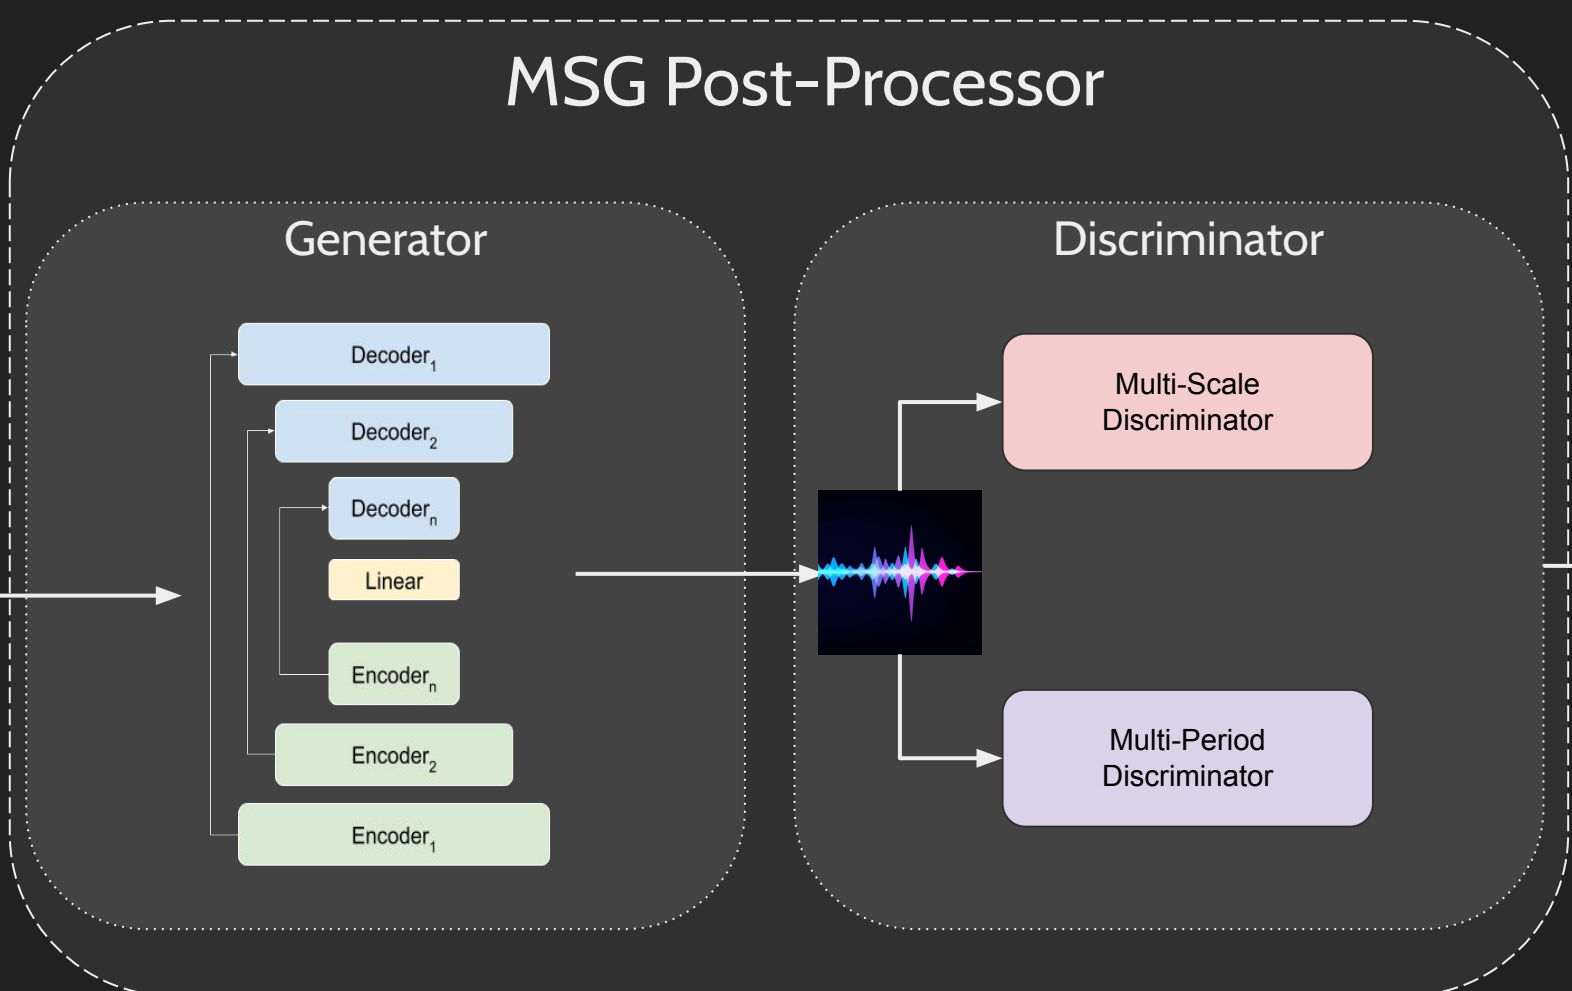 MSG Post-Processor
Generator
Decoder₁
Decoder₂
Decoderₙ
Linear
Encoderₙ
Encoder₂
Encoder₁
Discriminator
Multi-Scale
Discriminator
Multi-Period
Discriminator